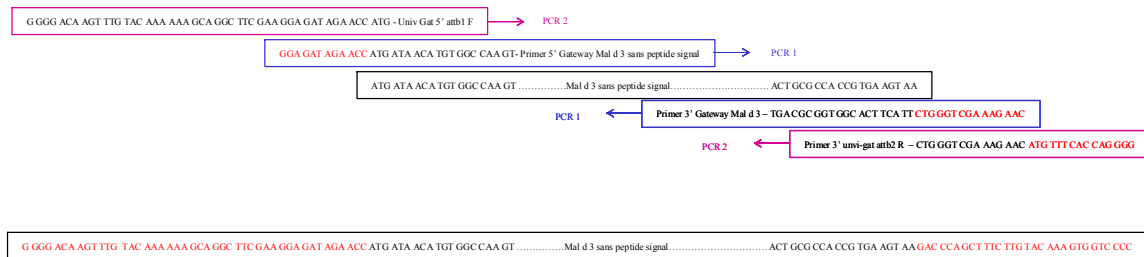 G GGG ACA AGT TTG TAC AAA AAA GCA GGC TTC GAA GGA GAT AGA ACC ATG - Univ Gat 5' attb1 F PCR 2
GGA GAT AGA ACC ATG ATA ACA TGT GGC CAA GT- Primer 5' Gateway Mal d 3 sans peptide signal PCR 1
ATG ATA ACA TGT GGC CAA GT ..............Mal d 3 sans peptide signal.............................. ACT GCG CCA CCG TGA AGT AA
PCR 1 Primer 3' Gateway Mal d 3 – TGA CGC GGT GGC ACT TCA TT CTG GGT CGA AAG AAC
PCR 2 Primer 3' unvi-gat attb2 R – CTG GGT CGA AAG AAC ATG TTT CAC CAG GGG
G GGG ACA AGT TTG TAC AAA AAA GCA GGC TTC GAA GGA GAT AGA ACC ATG ATA ACA TGT GGC CAA GT ..............Mal d 3 sans peptide signal.............................. ACT GCG CCA CCG TGA AGT AA GAC CCA GCT TTC TTG TAC AAA GTG GTC CCC